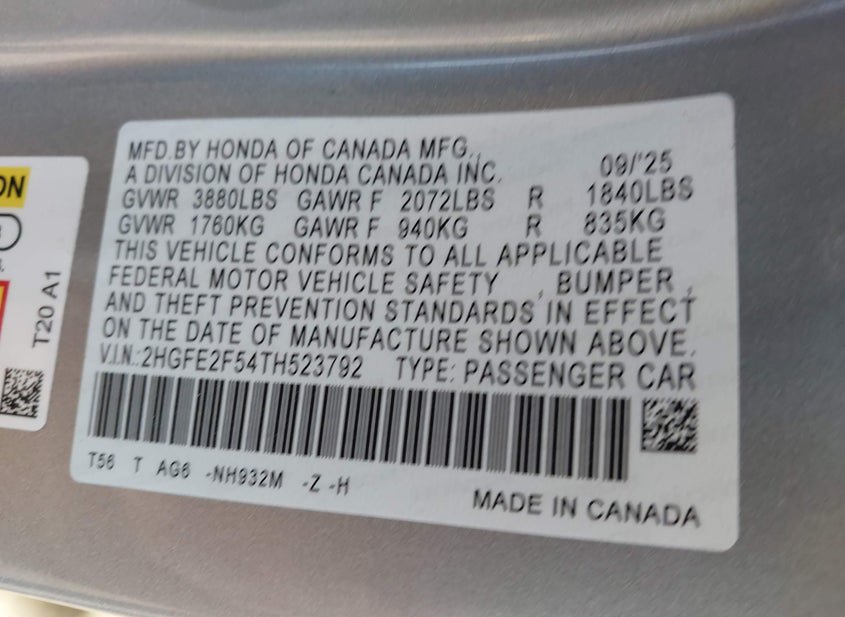 ON
T20 A1
MFD.BY HONDA OF CANADA MFG.,
A DIVISION OF HONDA CANADA INC. 09/'25
GVWR 3880LBS GAWR F 2072LBS R 1840LBS
GVWR 1760KG GAWR F 940KG R 835KG
THIS VEHICLE CONFORMS TO ALL APPLICABLE
FEDERAL MOTOR VEHICLE SAFETY , BUMPER ,
AND THEFT PREVENTION STANDARDS IN EFFECT
ON THE DATE OF MANUFACTURE SHOWN ABOVE.
V.I.N.:2HGFE2F54TH523792 TYPE: PASSENGER CAR
T56 T AG6 -NH932M -Z -H
MADE IN CANADA